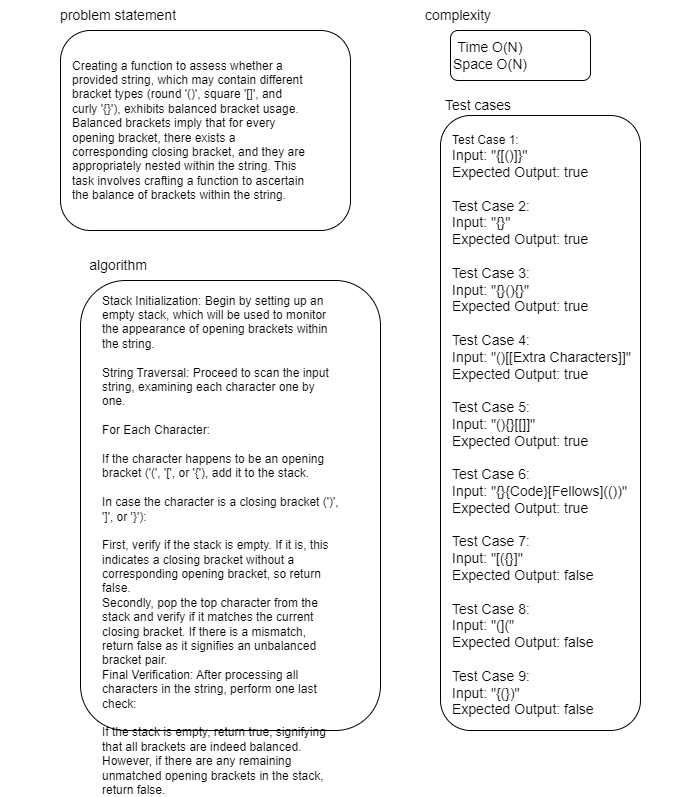 problem statement
Creating a function to assess whether a
provided string, which may contain different
bracket types (round '()', square '[]', and
curly '{}'), exhibits balanced bracket usage.
Balanced brackets imply that for every
opening bracket, there exists a
corresponding closing bracket, and they are
appropriately nested within the string. This
task involves crafting a function to ascertain
the balance of brackets within the string.
algorithm
Stack Initialization: Begin by setting up an
empty stack, which will be used to monitor
the appearance of opening brackets within
the string.
String Traversal: Proceed to scan the input
string, examining each character one by
one.
For Each Character:
If the character happens to be an opening
bracket ('(', '[', or '{'), add it to the stack.
In case the character is a closing bracket (')',
']', or '}'):
First, verify if the stack is empty. If it is, this
indicates a closing bracket without a
corresponding opening bracket, so return
false.
Secondly, pop the top character from the
stack and verify if it matches the current
closing bracket. If there is a mismatch,
return false as it signifies an unbalanced
bracket pair.
Final Verification: After processing all
characters in the string, perform one last
check:
If the stack is empty, return true, signifying
that all brackets are indeed balanced.
However, if there are any remaining
unmatched opening brackets in the stack,
return false.
complexity
Time O(N)
Space O(N)
Test cases
Test Case 1:
Input: "{[()]}"
Expected Output: true
Test Case 2:
Input: "{}"
Expected Output: true
Test Case 3:
Input: "{}(){}"
Expected Output: true
Test Case 4:
Input: "()[[Extra Characters]]"
Expected Output: true
Test Case 5:
Input: "(){}[[]]"
Expected Output: true
Test Case 6:
Input: "{}{Code}[Fellows](())"
Expected Output: true
Test Case 7:
Input: "[({}]"
Expected Output: false
Test Case 8:
Input: "(]("
Expected Output: false
Test Case 9:
Input: "{(})"
Expected Output: false